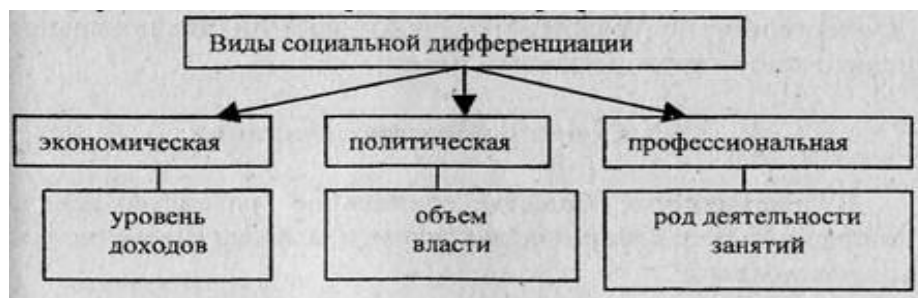 Виды социальной дифференциации
экономическая
политическая
профессиональная
уровень
доходов
объем
власти
род деятельности
занятий